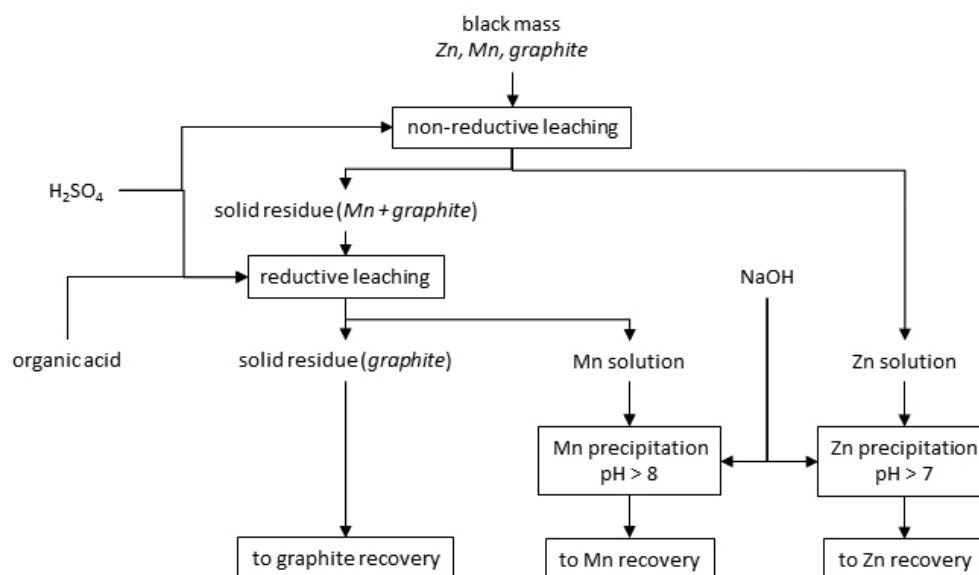 black mass
Zn, Mn, graphite
non-reductive leaching
H₂SO₄
solid residue (Mn + graphite)
reductive leaching
NaOH
organic acid
solid residue (graphite)
Mn solution
Zn solution
Mn precipitation
pH > 8
Zn precipitation
pH > 7
to graphite recovery
to Mn recovery
to Zn recovery